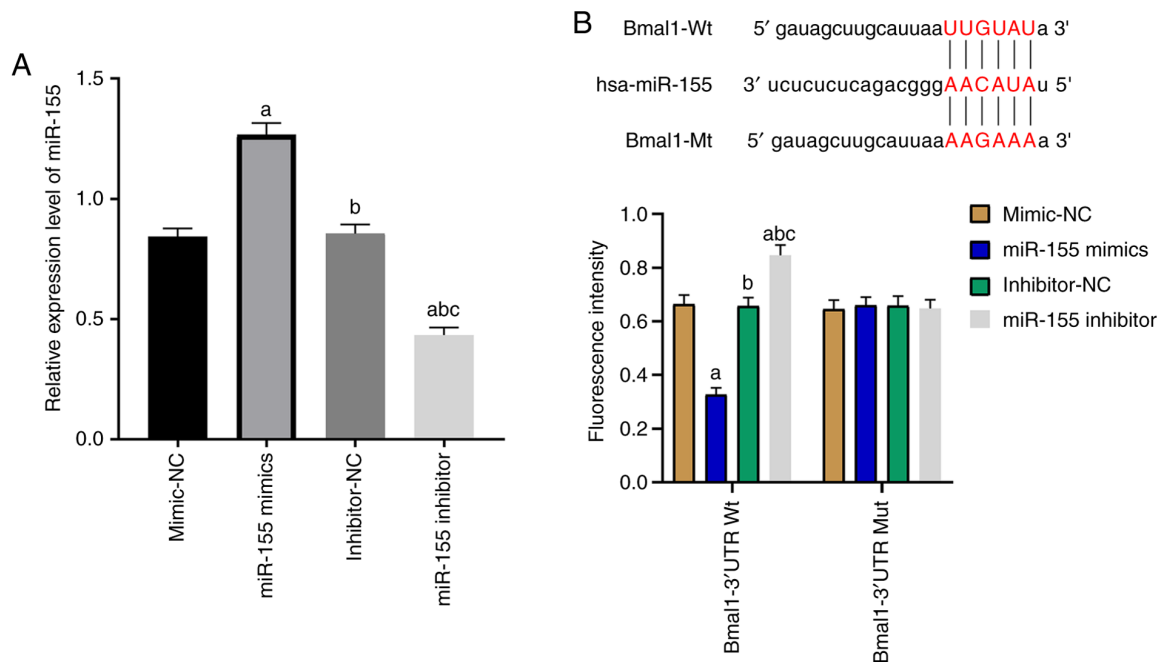 A
Relative expression level of miR-155
1.5
1.0
0.5
0.0
a
b
abc
Mimic-NC
miR-155 mimics
Inhibitor-NC
miR-155 inhibitor
B
Bmal1-Wt 5′ gauagcuugcauuaaUUGUAUa 3'
hsa-miR-155 3′ ucucucucagacgggAACAUAu 5'
Bmal1-Mt 5′ gauagcuugcauuaaAAGAAAa 3'
Fluorescence intensity
1.0
0.8
0.6
0.4
0.2
0.0
a
b
abc
Bmal1-3′UTR Wt
Bmal1-3′UTR Mut
Mimic-NC
miR-155 mimics
Inhibitor-NC
miR-155 inhibitor